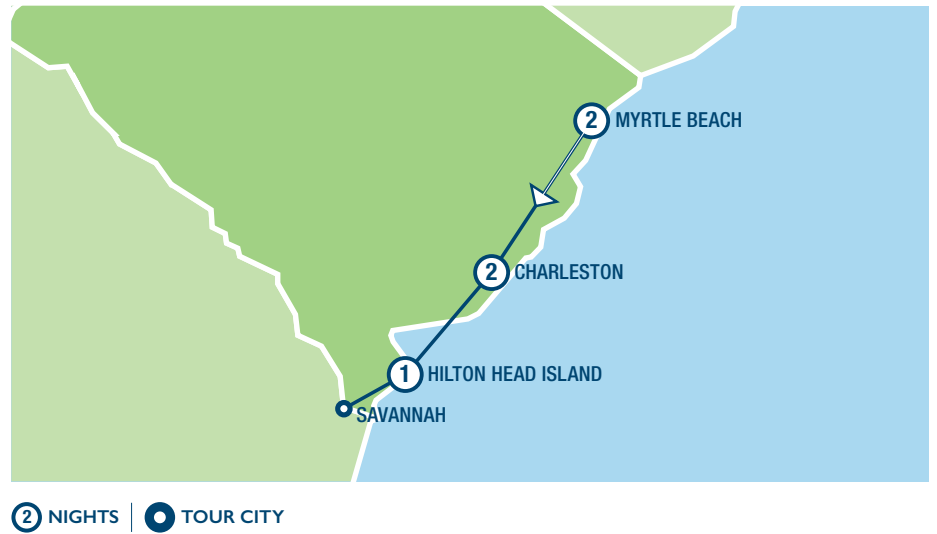 2 MYRTLE BEACH
2 CHARLESTON
1 HILTON HEAD ISLAND
SAVANNAH
2 NIGHTS | TOUR CITY